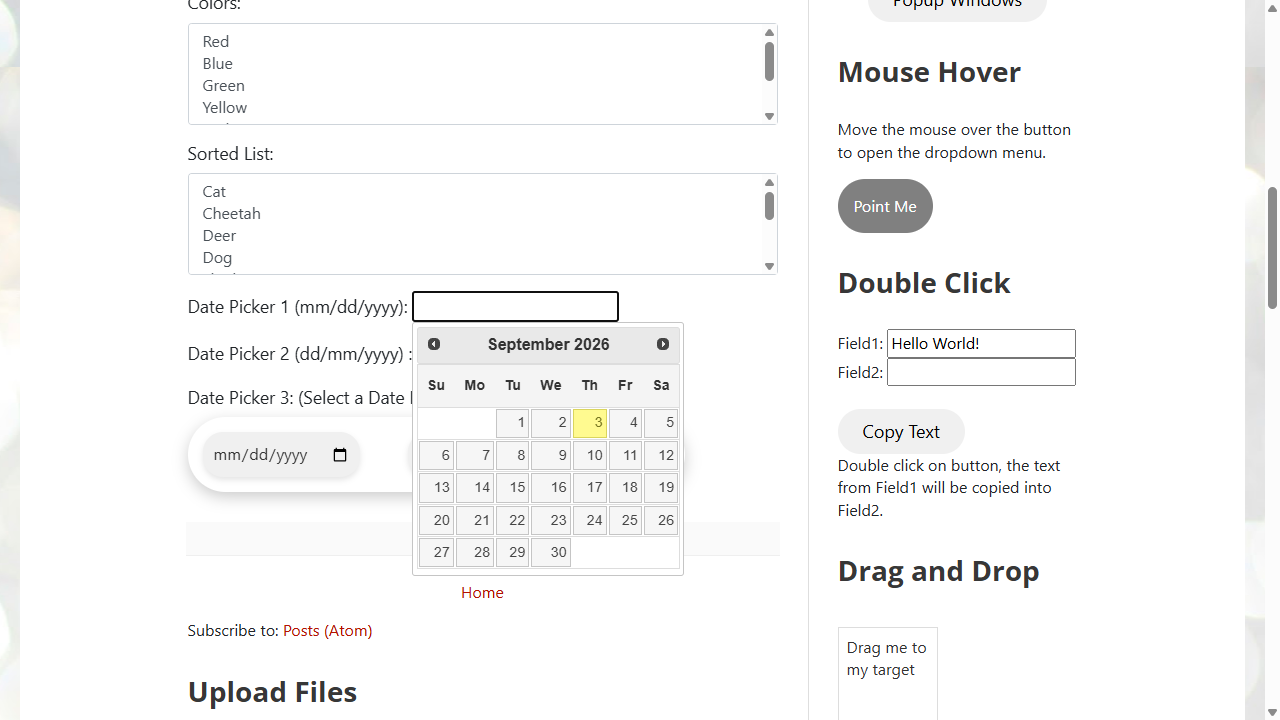 Colors:
Red
Blue
Green
Yellow
Sorted List:
Cat
Cheetah
Deer
Dog
Date Picker 1 (mm/dd/yyyy):
September 2026
Su Mo Tu We Th Fr Sa
1 2 3 4 5
6 7 8 9 10 11 12
13 14 15 16 17 18 19
20 21 22 23 24 25 26
27 28 29 30
Date Picker 2 (dd/mm/yyyy) :
Date Picker 3: (Select a Date
mm/dd/yyyy
Home
Subscribe to: Posts (Atom)
Upload Files
Popup Windows
Mouse Hover
Move the mouse over the button
to open the dropdown menu.
Point Me
Double Click
Field1: Hello World!
Field2:
Copy Text
Double click on button, the text
from Field1 will be copied into
Field2.
Drag and Drop
Drag me to
my target